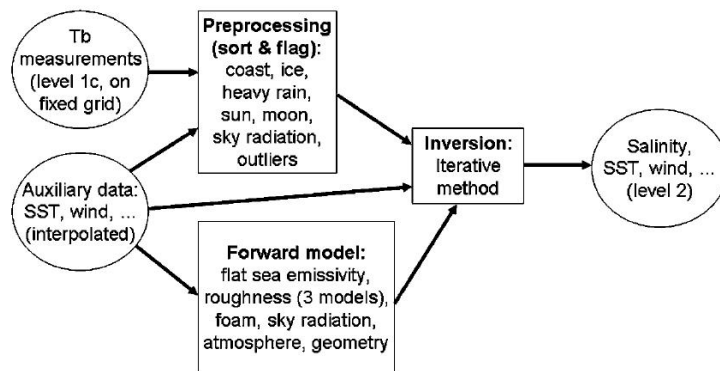 Tb
measurements
(level 1c, on
fixed grid)
Preprocessing
(sort & flag):
coast, ice,
heavy rain,
sun, moon,
sky radiation,
outliers
Auxiliary data:
SST, wind, ...
(interpolated)
Forward model:
flat sea emissivity,
roughness (3 models),
foam, sky radiation,
atmosphere, geometry
Inversion:
Iterative
method
Salinity,
SST, wind, ...
(level 2)